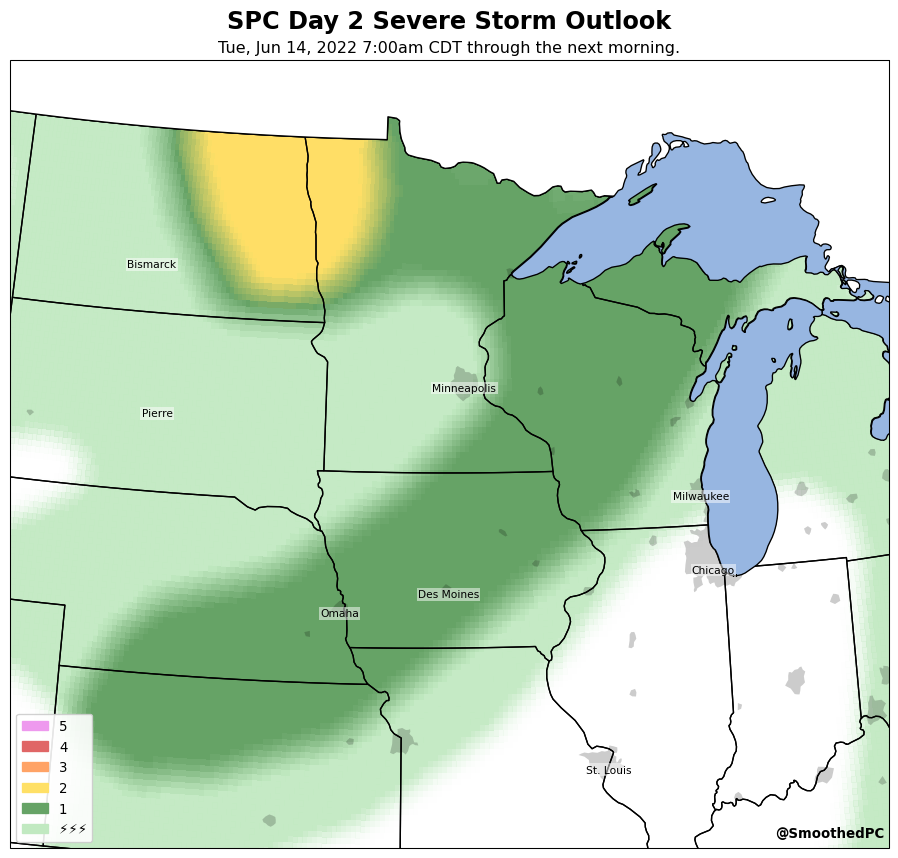 SPC Day 2 Severe Storm Outlook
Tue, Jun 14, 2022 7:00am CDT through the next morning.
Bismarck
Minneapolis
Pierre
Milwaukee
Chicago
Des Moines
Omaha
St. Louis
5
4
3
2
1
⚡⚡⚡
@SmoothedPC